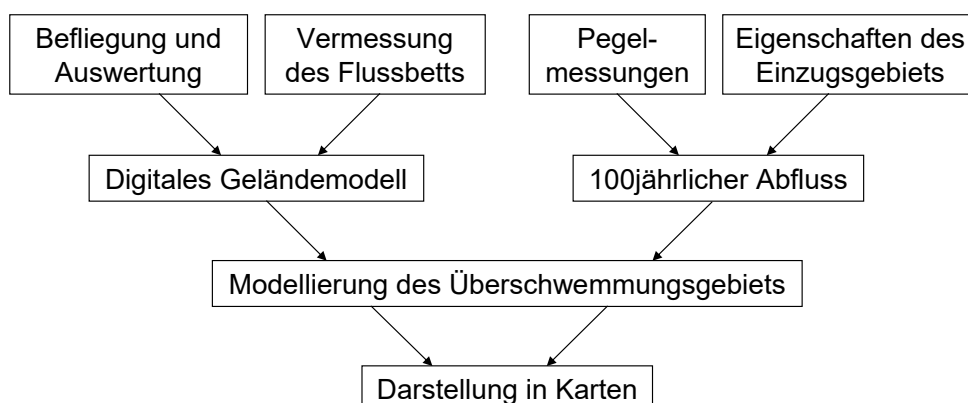 Befliegung und
Auswertung
Vermessung
des Flussbetts
Pegel-
messungen
Eigenschaften des
Einzugsgebiets
Digitales Geländemodell
100jährlicher Abfluss
Modellierung des Überschwemmungsgebiets
Darstellung in Karten